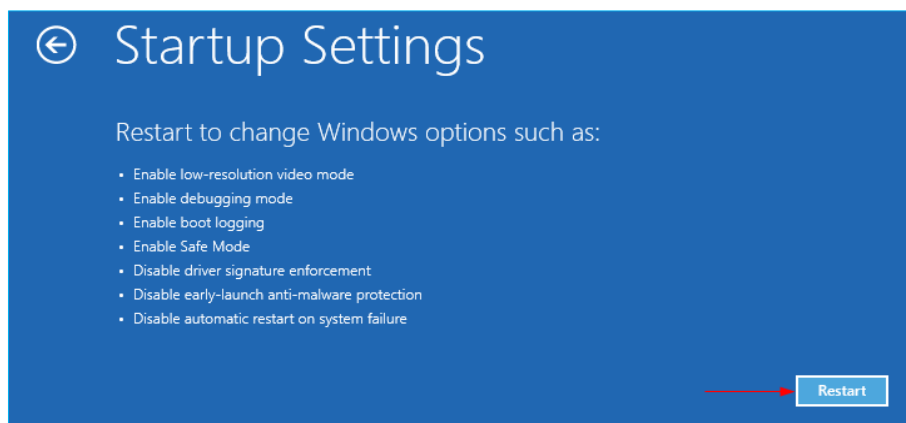 Startup Settings
Restart to change Windows options such as:
• Enable low-resolution video mode
• Enable debugging mode
• Enable boot logging
• Enable Safe Mode
• Disable driver signature enforcement
• Disable early-launch anti-malware protection
• Disable automatic restart on system failure
Restart